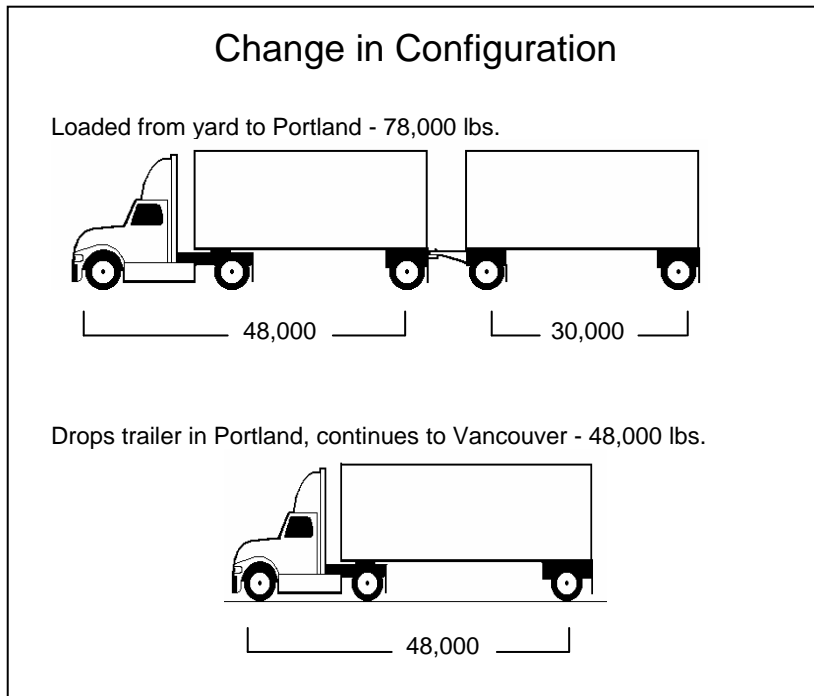 Change in Configuration
Loaded from yard to Portland - 78,000 lbs.
48,000
30,000
Drops trailer in Portland, continues to Vancouver - 48,000 lbs.
48,000